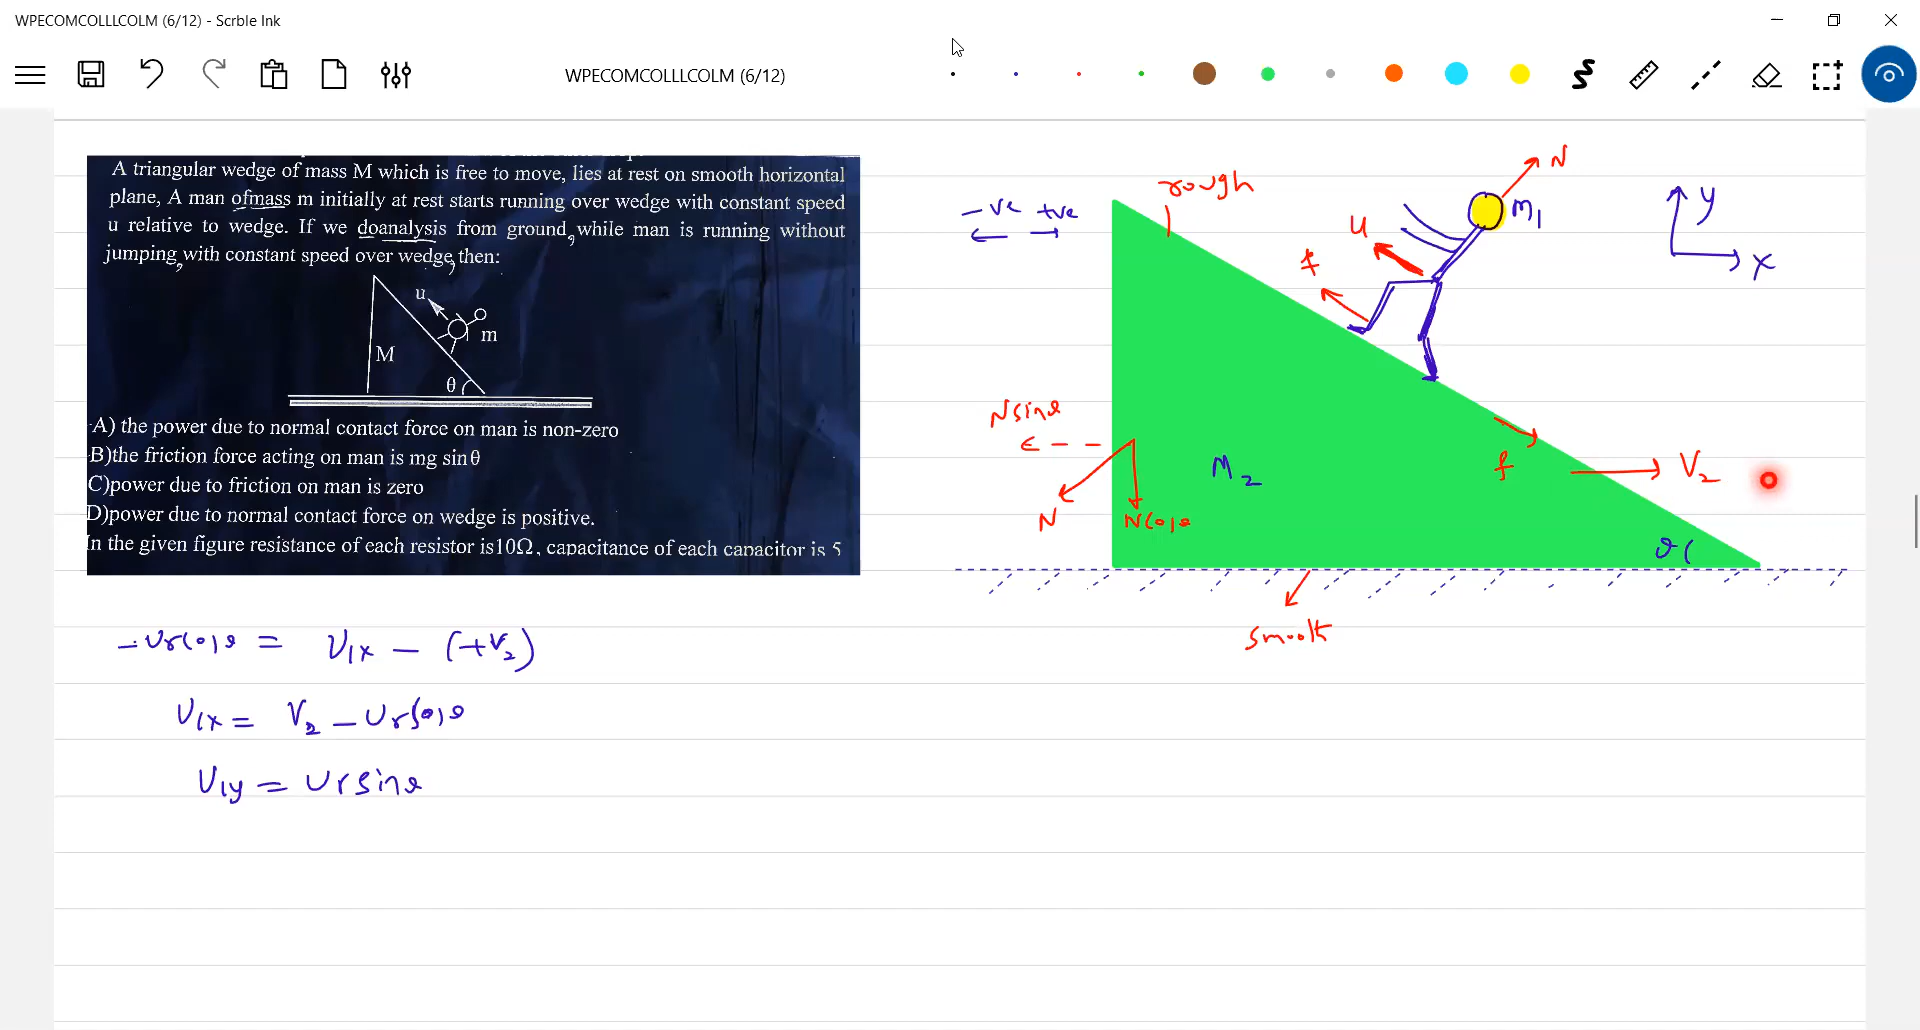 WPECOMCOLLLCOLM (6/12) - Scrble Ink
WPECOMCOLLLCOLM (6/12)
A triangular wedge of mass M which is free to move, lies at rest on smooth horizontal
plane, A man ofmass m initially at rest starts running over wedge with constant speed
u relative to wedge. If we doanalysis from ground, while man is running without
jumping, with constant speed over wedge, then:
u
m
M
θ
A) the power due to normal contact force on man is non-zero
B)the friction force acting on man is mg sinθ
C)power due to friction on man is zero
D)power due to normal contact force on wedge is positive.
In the given figure resistance of each resistor is10Ω, capacitance of each capacitor is 5
rough
N
-ve +ve
u
M1
y
x
f
Nsinθ
M2
f
V2
N
Ncosθ
θ
smooth
-Urcosθ = V1x - (+V2)
U1x = V2 - Urcosθ
U1y = Ursinθ